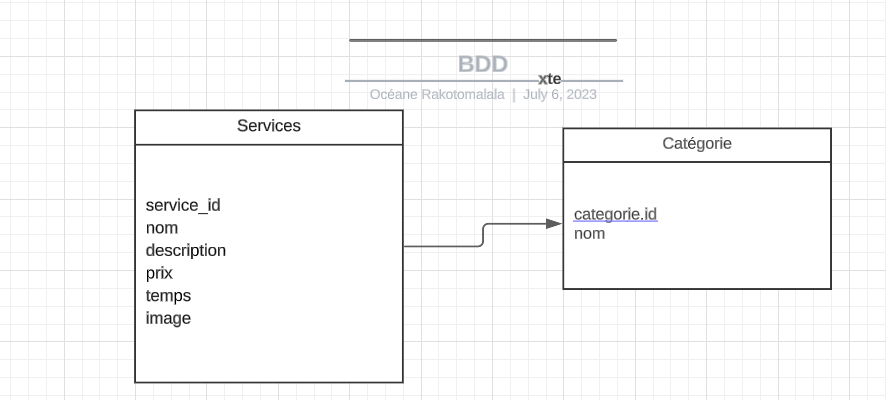 BDD
xte
Océane Rakotomalala | July 6, 2023
Services
service_id
nom
description
prix
temps
image
Catégorie
categorie.id
nom